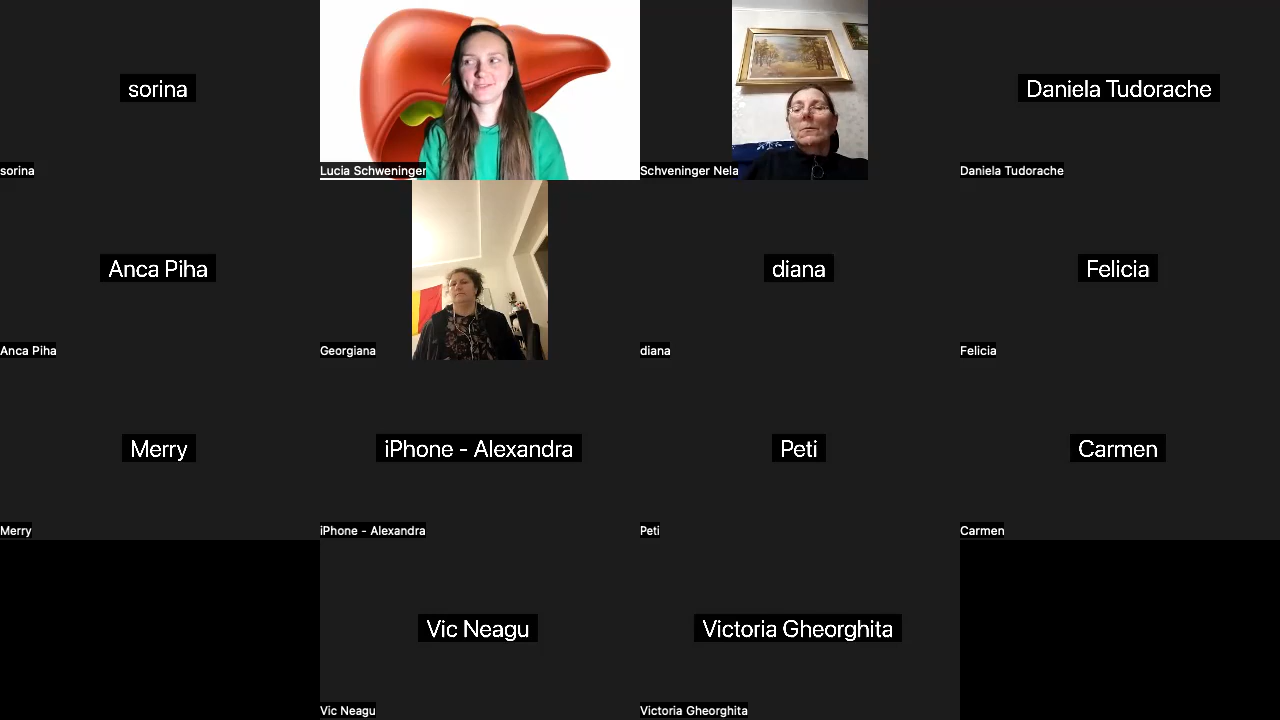 sorina
Daniela Tudorache
sorina
Lucia Schweninger
Schveninger Nela
Daniela Tudorache
Anca Piha
diana
Felicia
Anca Piha
Georgiana
diana
Felicia
Merry
iPhone - Alexandra
Peti
Carmen
Merry
iPhone - Alexandra
Peti
Carmen
Vic Neagu
Victoria Gheorghita
Vic Neagu
Victoria Gheorghita